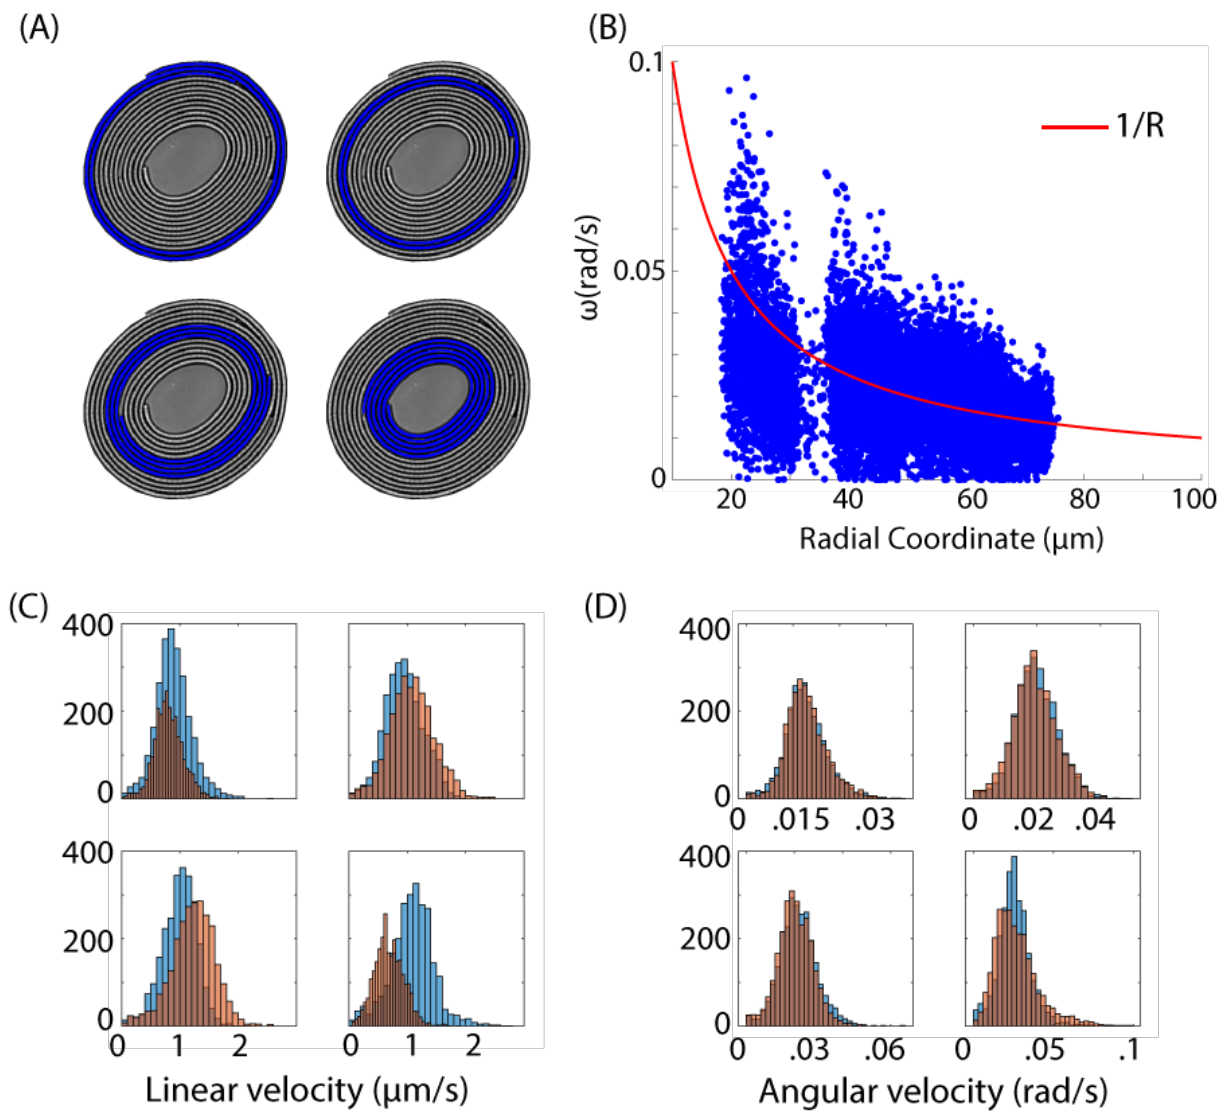 (A)
(B)
0.1
1/R
ω(rad/s)
0.05
0
20 40 60 80 100
Radial Coordinate (μm)
(C)
(D)
400
400
200
200
0
0
0 .015 .03
0 .02 .04
400
400
200
200
0
0
0 1 2
0 1 2
0 .03 .06
0 .05 .1
Linear velocity (μm/s)
Angular velocity (rad/s)